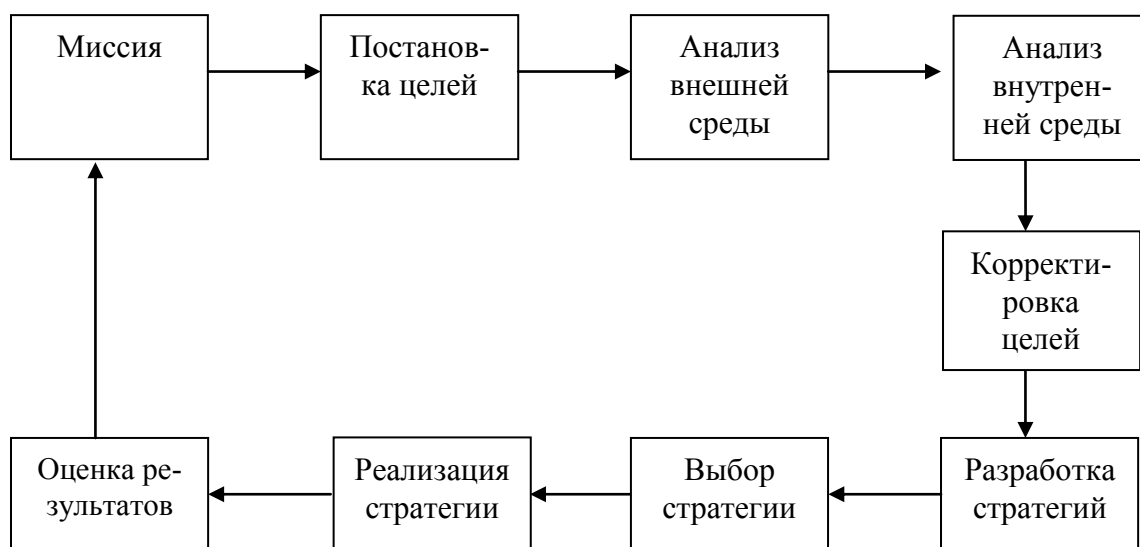 Миссия
Постанов-
ка целей
Анализ
внешней
среды
Анализ
внутрен-
ней среды
Корректи-
ровка
целей
Разработка
стратегий
Выбор
стратегии
Реализация
стратегии
Оценка ре-
зультатов